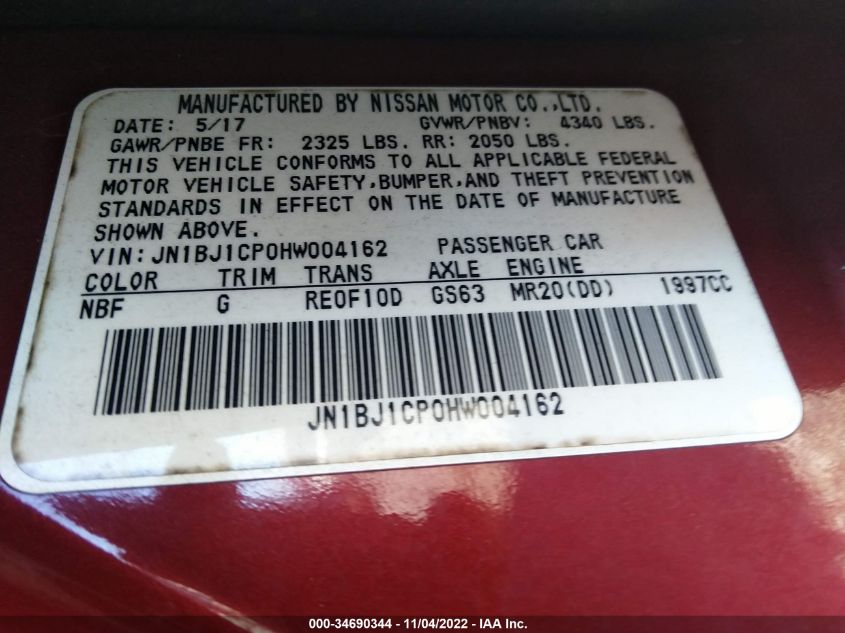 MANUFACTURED BY NISSAN MOTOR CO.,LTD.
DATE: 5/17 GVWR/PNBV: 4340 LBS.
GAWR/PNBE FR: 2325 LBS. RR: 2050 LBS.
THIS VEHICLE CONFORMS TO ALL APPLICABLE FEDERAL
MOTOR VEHICLE SAFETY,BUMPER,AND THEFT PREVENTION
STANDARDS IN EFFECT ON THE DATE OF MANUFACTURE
SHOWN ABOVE.
VIN: JN1BJ1CP0HW004162 PASSENGER CAR
COLOR TRIM TRANS AXLE ENGINE
NBF G RE0F10D GS63 MR20(DD) 1997CC
JN1BJ1CP0HW004162
000-34690344 - 11/04/2022 - IAA Inc.